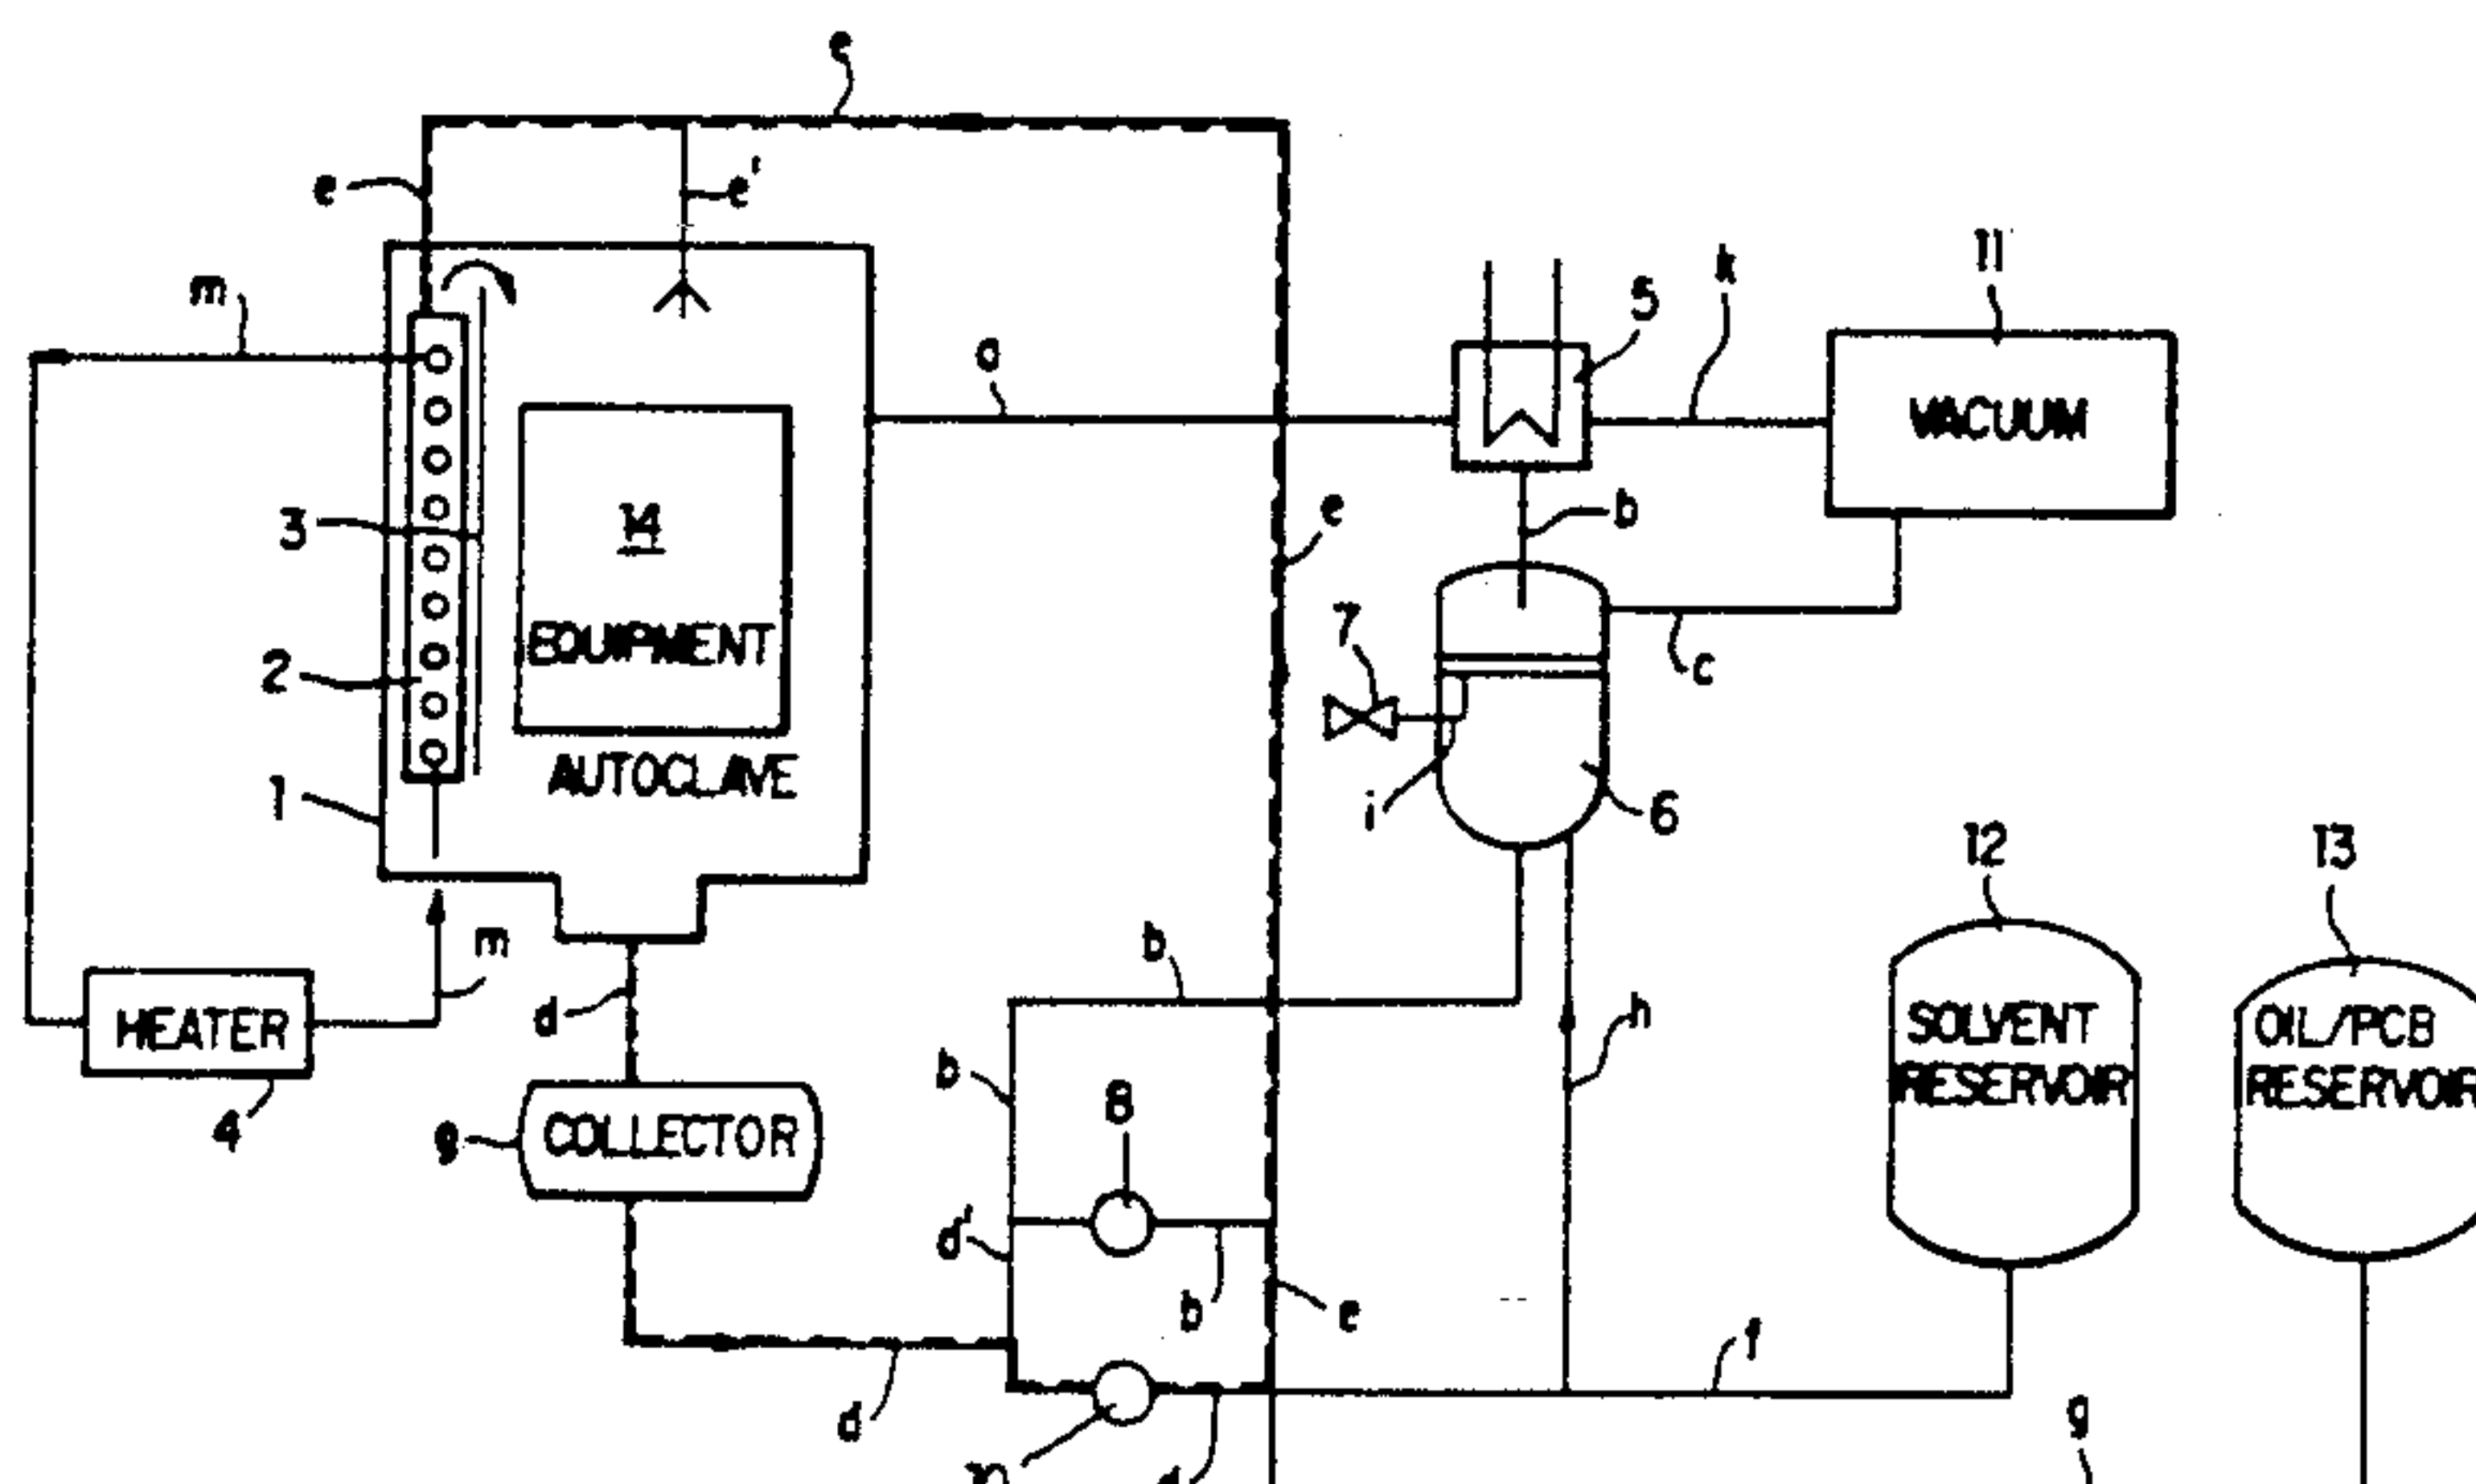 e
e
e'
m
a
5
k
11
VACUUM
3
14
EQUIPMENT
e
b
7
c
2
AUTOCLAVE
1
i
6
12
13
m
b
SOLVENT
RESERVOIR
OIL/PCB
RESERVOIR
HEATER
d
h
4
b
8
9
COLLECTOR
d'
b
e
f
d
g
10
d